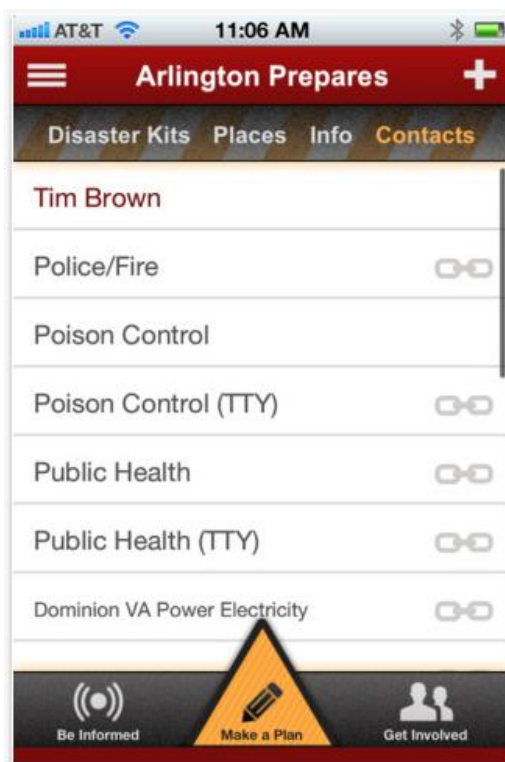 AT&T 11:06 AM
Arlington Prepares
Disaster Kits Places Info Contacts
Tim Brown
Police/Fire
Poison Control
Poison Control (TTY)
Public Health
Public Health (TTY)
Dominion VA Power Electricity
Be Informed Make a Plan Get Involved